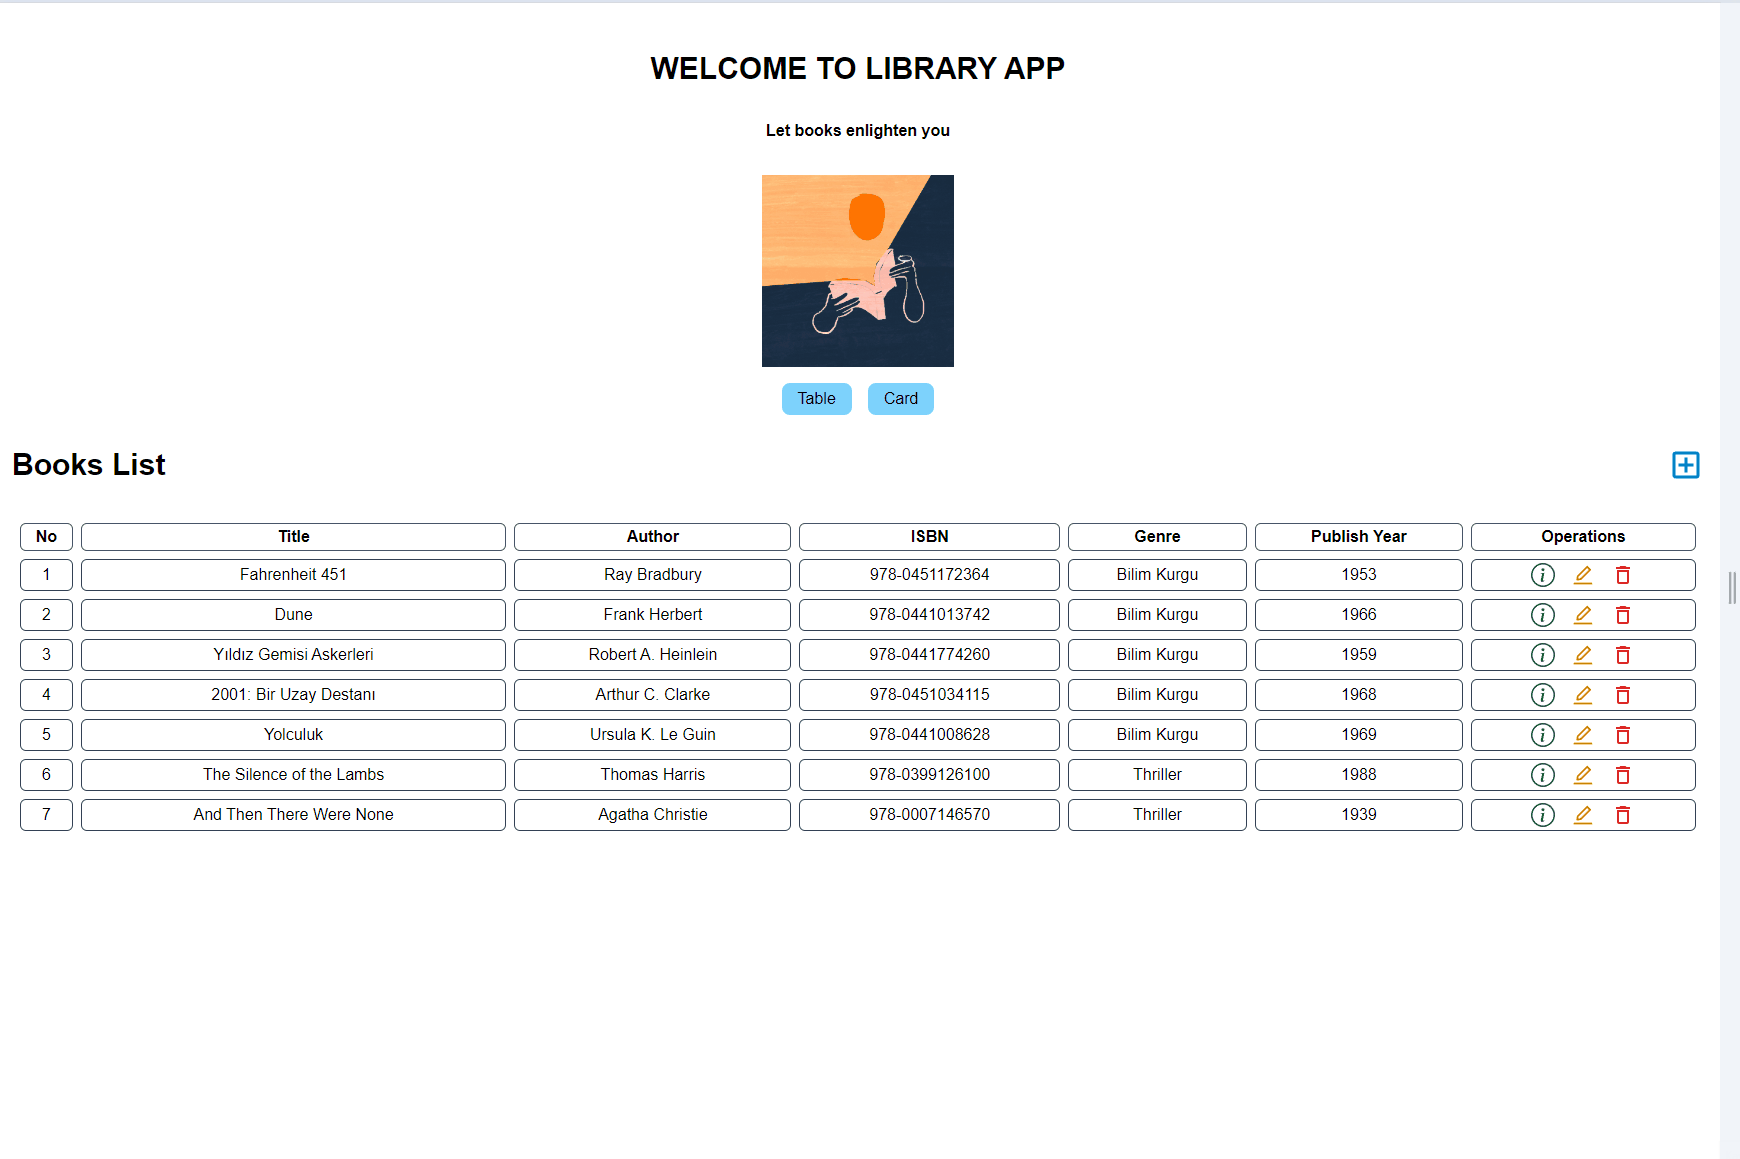 WELCOME TO LIBRARY APP
Let books enlighten you
Table Card
Books List
No Title Author ISBN Genre Publish Year Operations
1 Fahrenheit 451 Ray Bradbury 978-0451172364 Bilim Kurgu 1953
2 Dune Frank Herbert 978-0441013742 Bilim Kurgu 1966
3 Yıldız Gemisi Askerleri Robert A. Heinlein 978-0441774260 Bilim Kurgu 1959
4 2001: Bir Uzay Destanı Arthur C. Clarke 978-0451034115 Bilim Kurgu 1968
5 Yolculuk Ursula K. Le Guin 978-0441008628 Bilim Kurgu 1969
6 The Silence of the Lambs Thomas Harris 978-0399126100 Thriller 1988
7 And Then There Were None Agatha Christie 978-0007146570 Thriller 1939